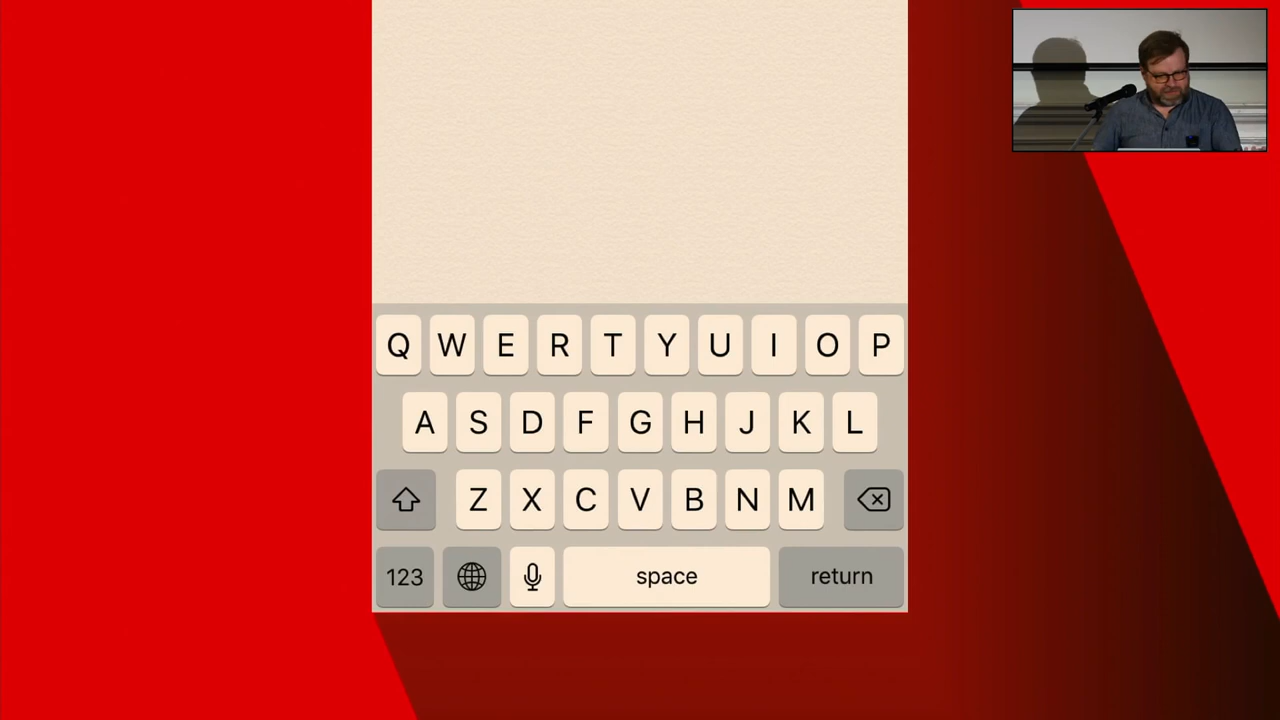 Q W E R T Y U I O P
A S D F G H J K L
Z X C V B N M
123 space return